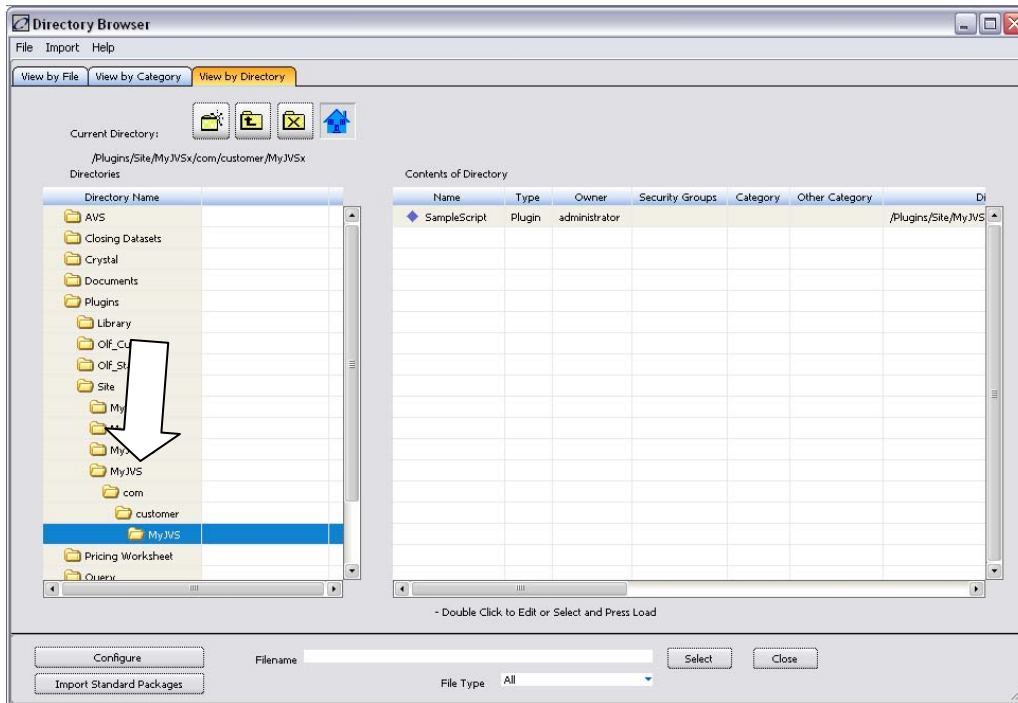 Directory Browser
File Import Help
View by File View by Category View by Directory
Current Directory:
/Plugins/Site/MyJVSx/com/customer/MyJVSx
Directories
Directory Name
AVS
Closing Datasets
Crystal
Documents
Plugins
Library
Site
MyJVS
com
customer
MyJVS
Pricing Worksheet
Query
Contents of Directory
Name Type Owner Security Groups Category Other Category
SampleScript Plugin administrator /Plugins/Site/MyJVS
- Double Click to Edit or Select and Press Load
Configure
Import Standard Packages
Filename
Select Close
File Type All